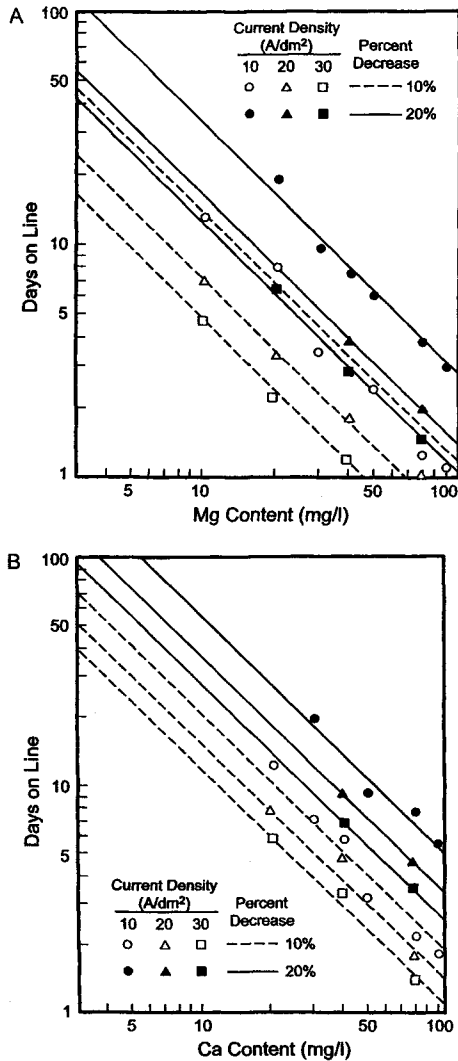 A
100
50
10
5
1
Days on Line
Current Density
(A/dm²)
Percent
Decrease
10 20 30
10%
20%
5 10 50 100
Mg Content (mg/l)
B
100
50
10
5
1
Days on Line
Current Density
(A/dm²)
Percent
Decrease
10 20 30
10%
20%
5 10 50 100
Ca Content (mg/l)